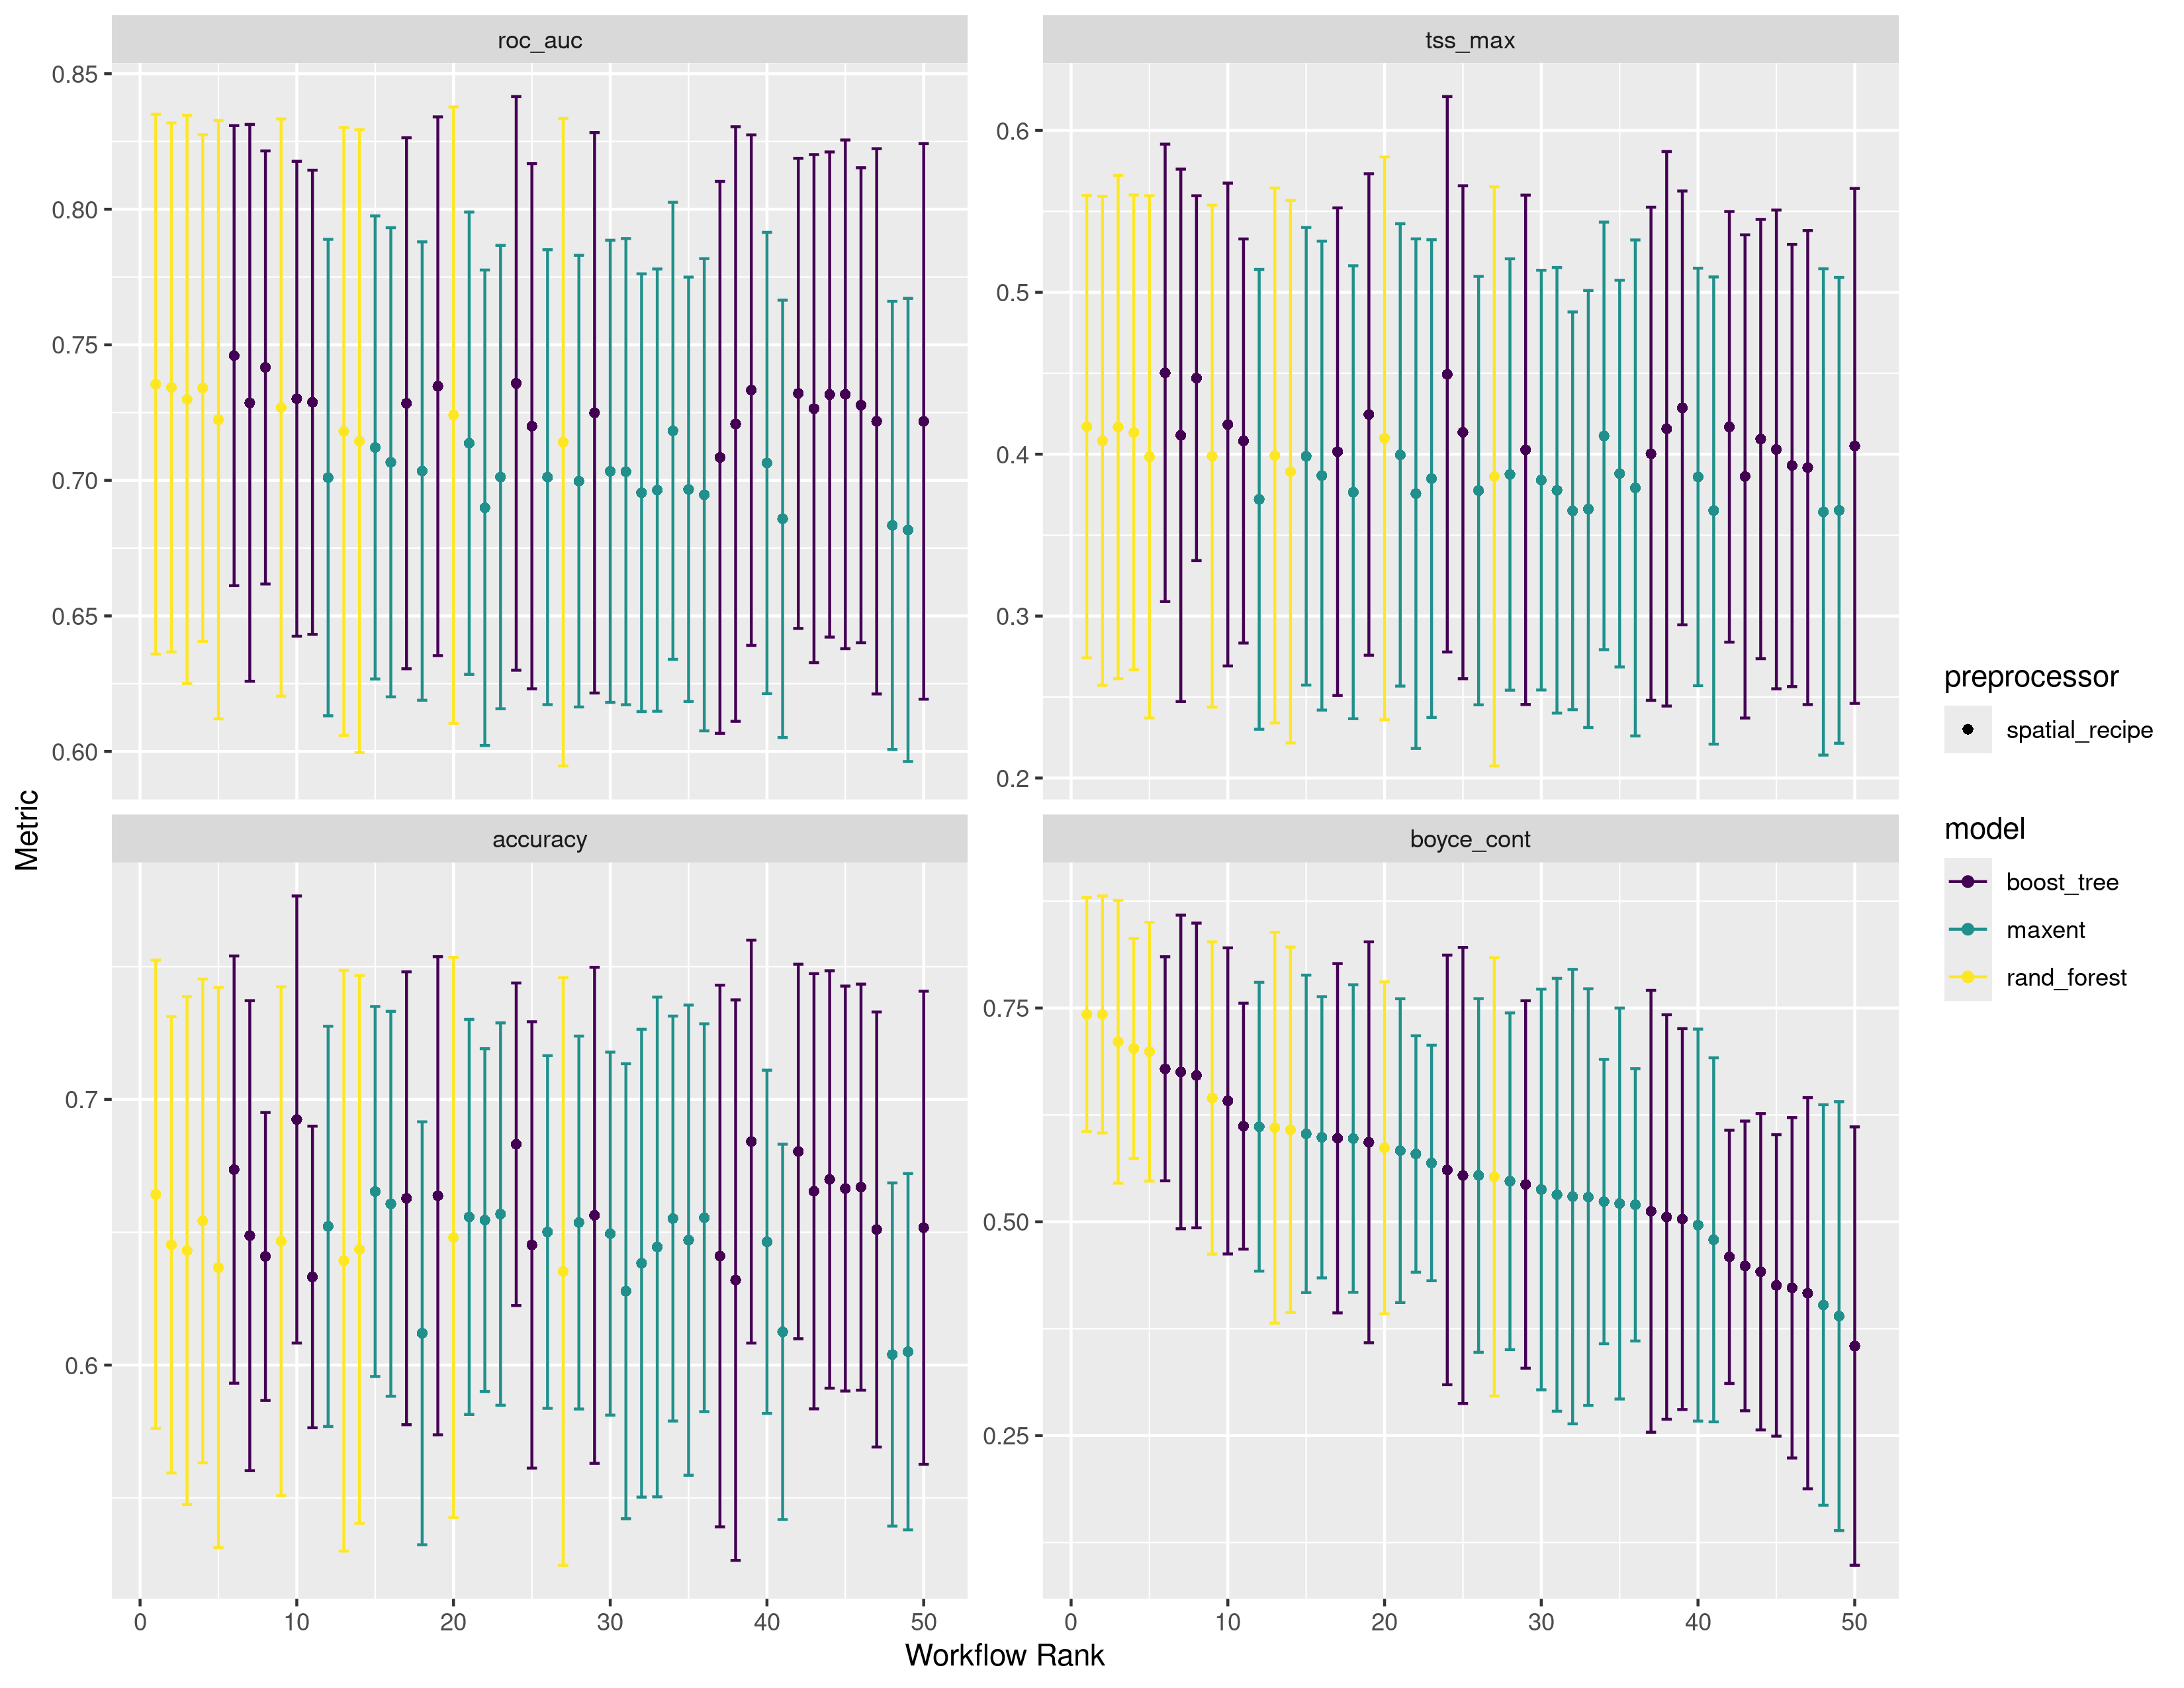 roc_auc
tss_max
0.85
0.80
0.75
0.70
0.65
0.60
0.6
0.5
0.4
0.3
0.2
Metric
accuracy
boyce_cont
0.7
0.6
0.75
0.50
0.25
0 10 20 30 40 50
0 10 20 30 40 50
Workflow Rank
preprocessor
spatial_recipe
model
boost_tree
maxent
rand_forest